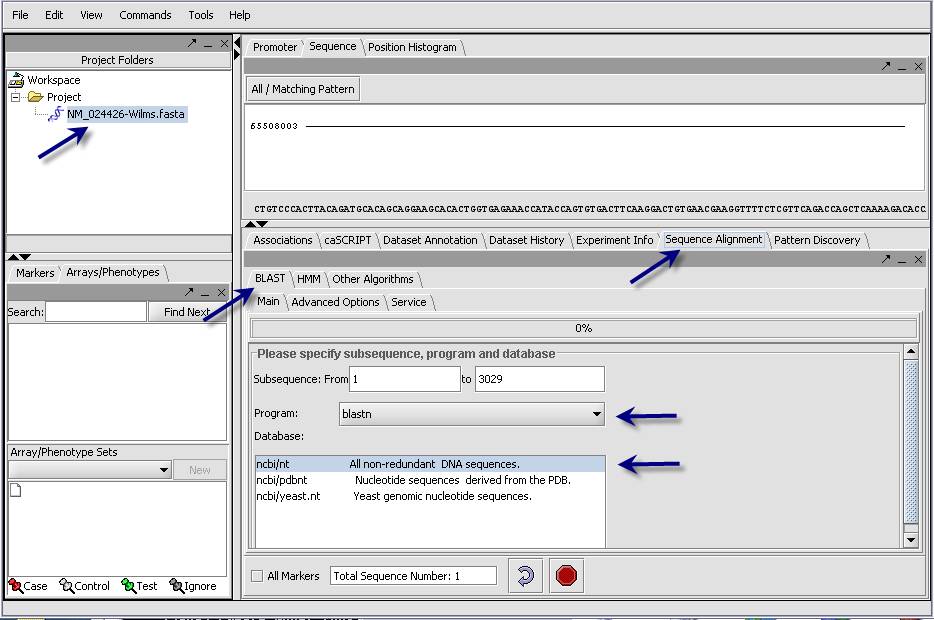 File Edit View Commands Tools Help
Project Folders
Workspace
Project
NM_024426-Wilms.fasta
Markers Arrays/Phenotypes
Search: Find Next
Array/Phenotype Sets
New
Case Control Test Ignore
Promoter Sequence Position Histogram
All / Matching Pattern
65508003
CTGTCCCACTTACAGATGCACAGCAGGAAGCACACTGGTGAGAAACCATACCAGTGTGACTTCAAGGACTGTGAACGAAGGTTTTCTCGTTCAGACCAGCTCAAAAGACACC
Associations caSCRIPT Dataset Annotation Dataset History Experiment Info Sequence Alignment Pattern Discovery
BLAST HMM Other Algorithms
Main Advanced Options Service
0%
Please specify subsequence, program and database
Subsequence: From 1 to 3029
Program: blastn
Database:
ncbi/nt All non-redundant DNA sequences.
ncbi/pdbnt Nucleotide sequences derived from the PDB.
ncbi/yeast.nt Yeast genomic nucleotide sequences.
All Markers Total Sequence Number: 1